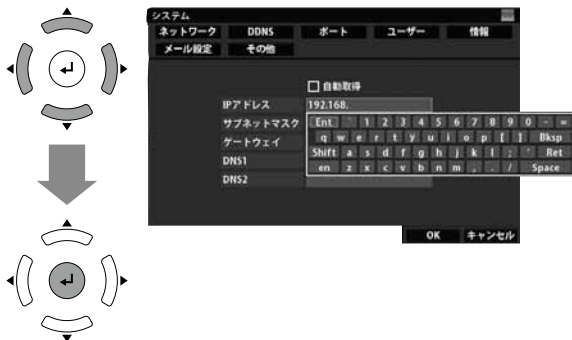 システム
ネットワーク DDNS ポート ユーザー 情報
メール設定 その他
自動取得
IPアドレス 192.168.
サブネットマスク
ゲートウェイ
DNS1
DNS2
Ent ` 1 2 3 4 5 6 7 8 9 0 - =
q w e r t y u i o p [ ] Bksp
Shift a s d f g h j k l ; ' Ret
en z x c v b n m , . / Space
OK キャンセル